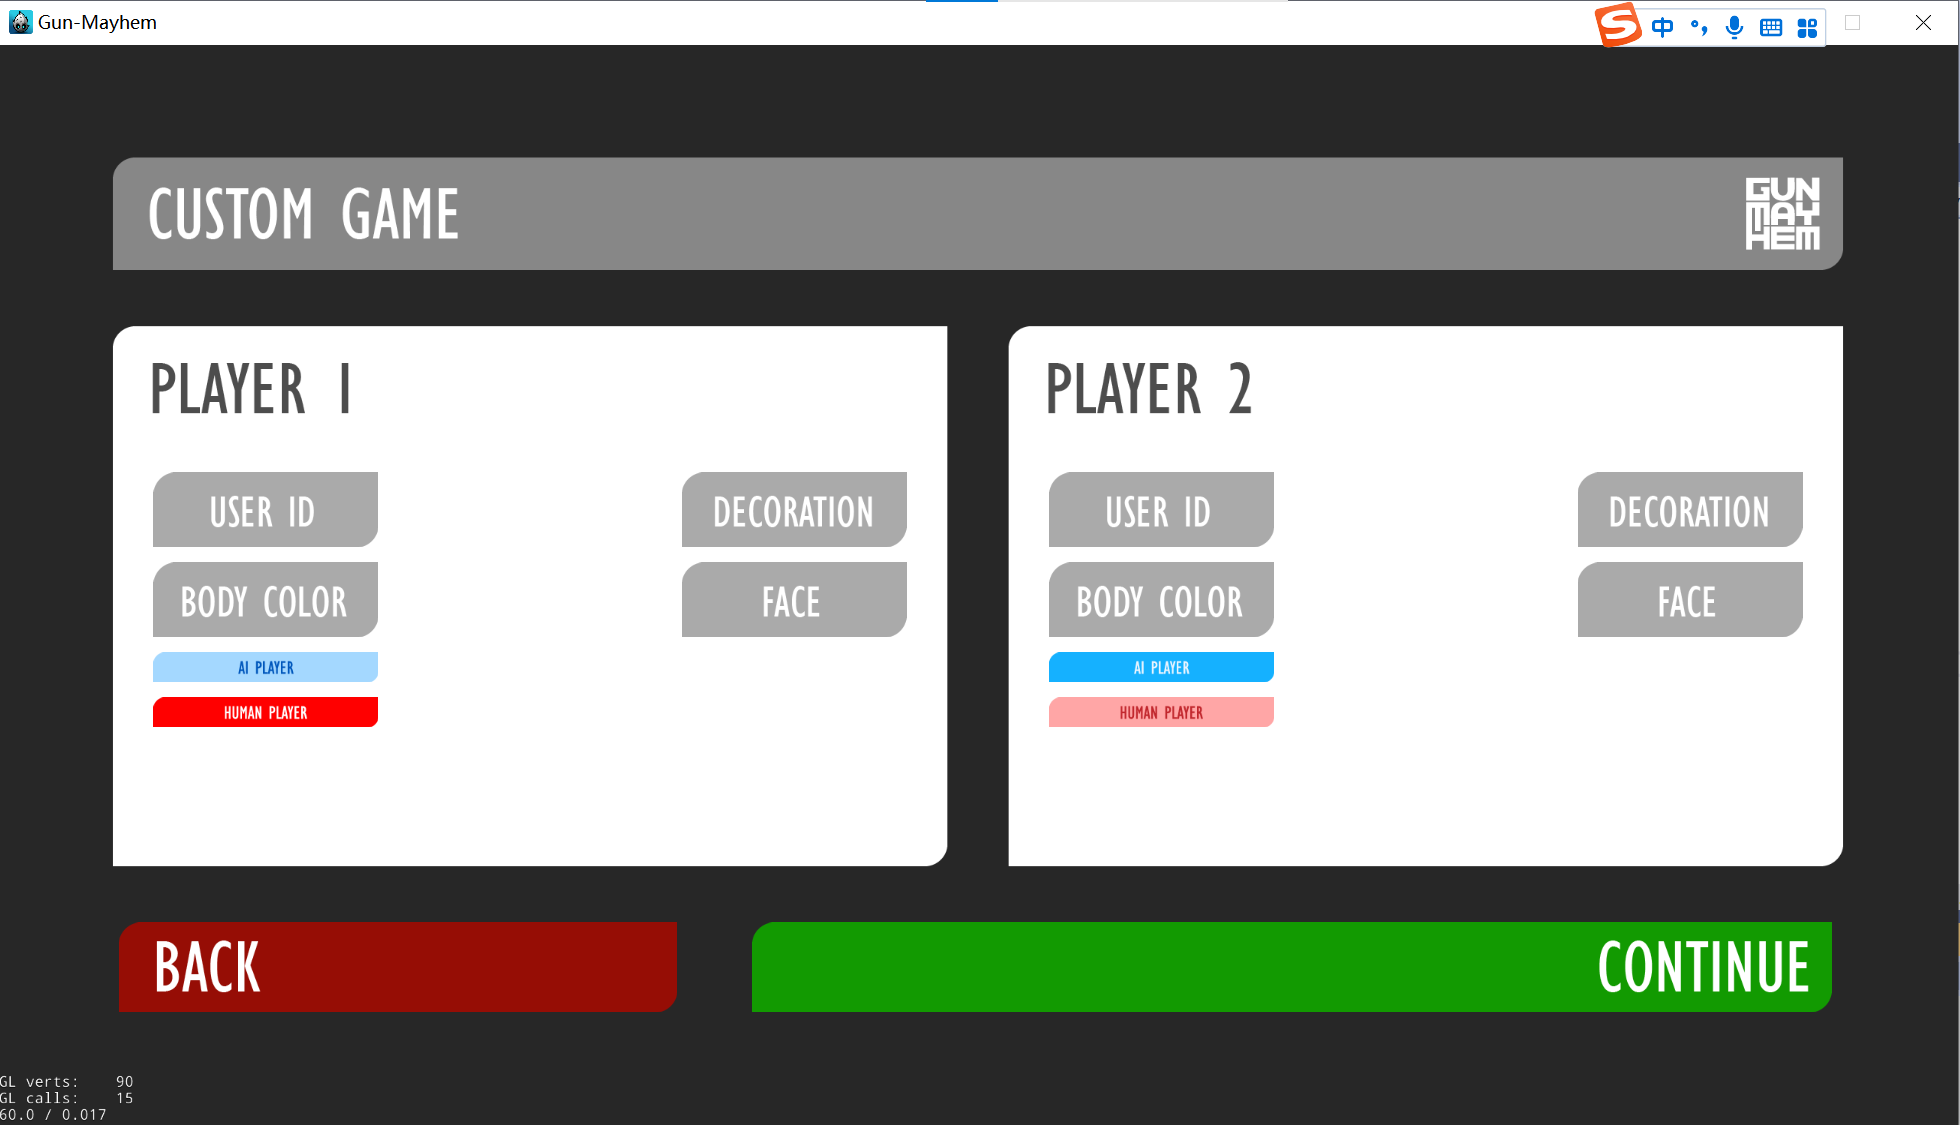 Gun-Mayhem
中
CUSTOM GAME
GUN
MAY
HEM
PLAYER 1
USER ID
DECORATION
BODY COLOR
FACE
AI PLAYER
HUMAN PLAYER
PLAYER 2
USER ID
DECORATION
BODY COLOR
FACE
AI PLAYER
HUMAN PLAYER
BACK
CONTINUE
GL verts: 90
GL calls: 15
60.0 / 0.017